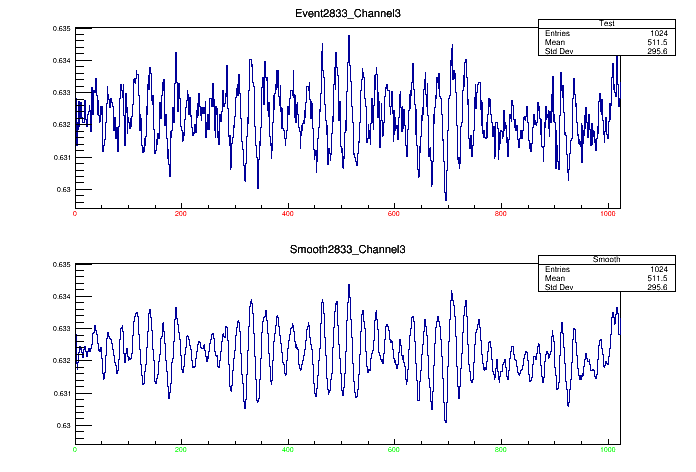 Event2833_Channel3
Test
Entries 1024
Mean 511.5
Std Dev 295.6
0.635
0.634
0.633
0.632
0.631
0.63
0 200 400 600 800 1000
Smooth2833_Channel3
Smooth
Entries 1024
Mean 511.5
Std Dev 295.6
0.635
0.634
0.633
0.632
0.631
0.63
0 200 400 600 800 1000